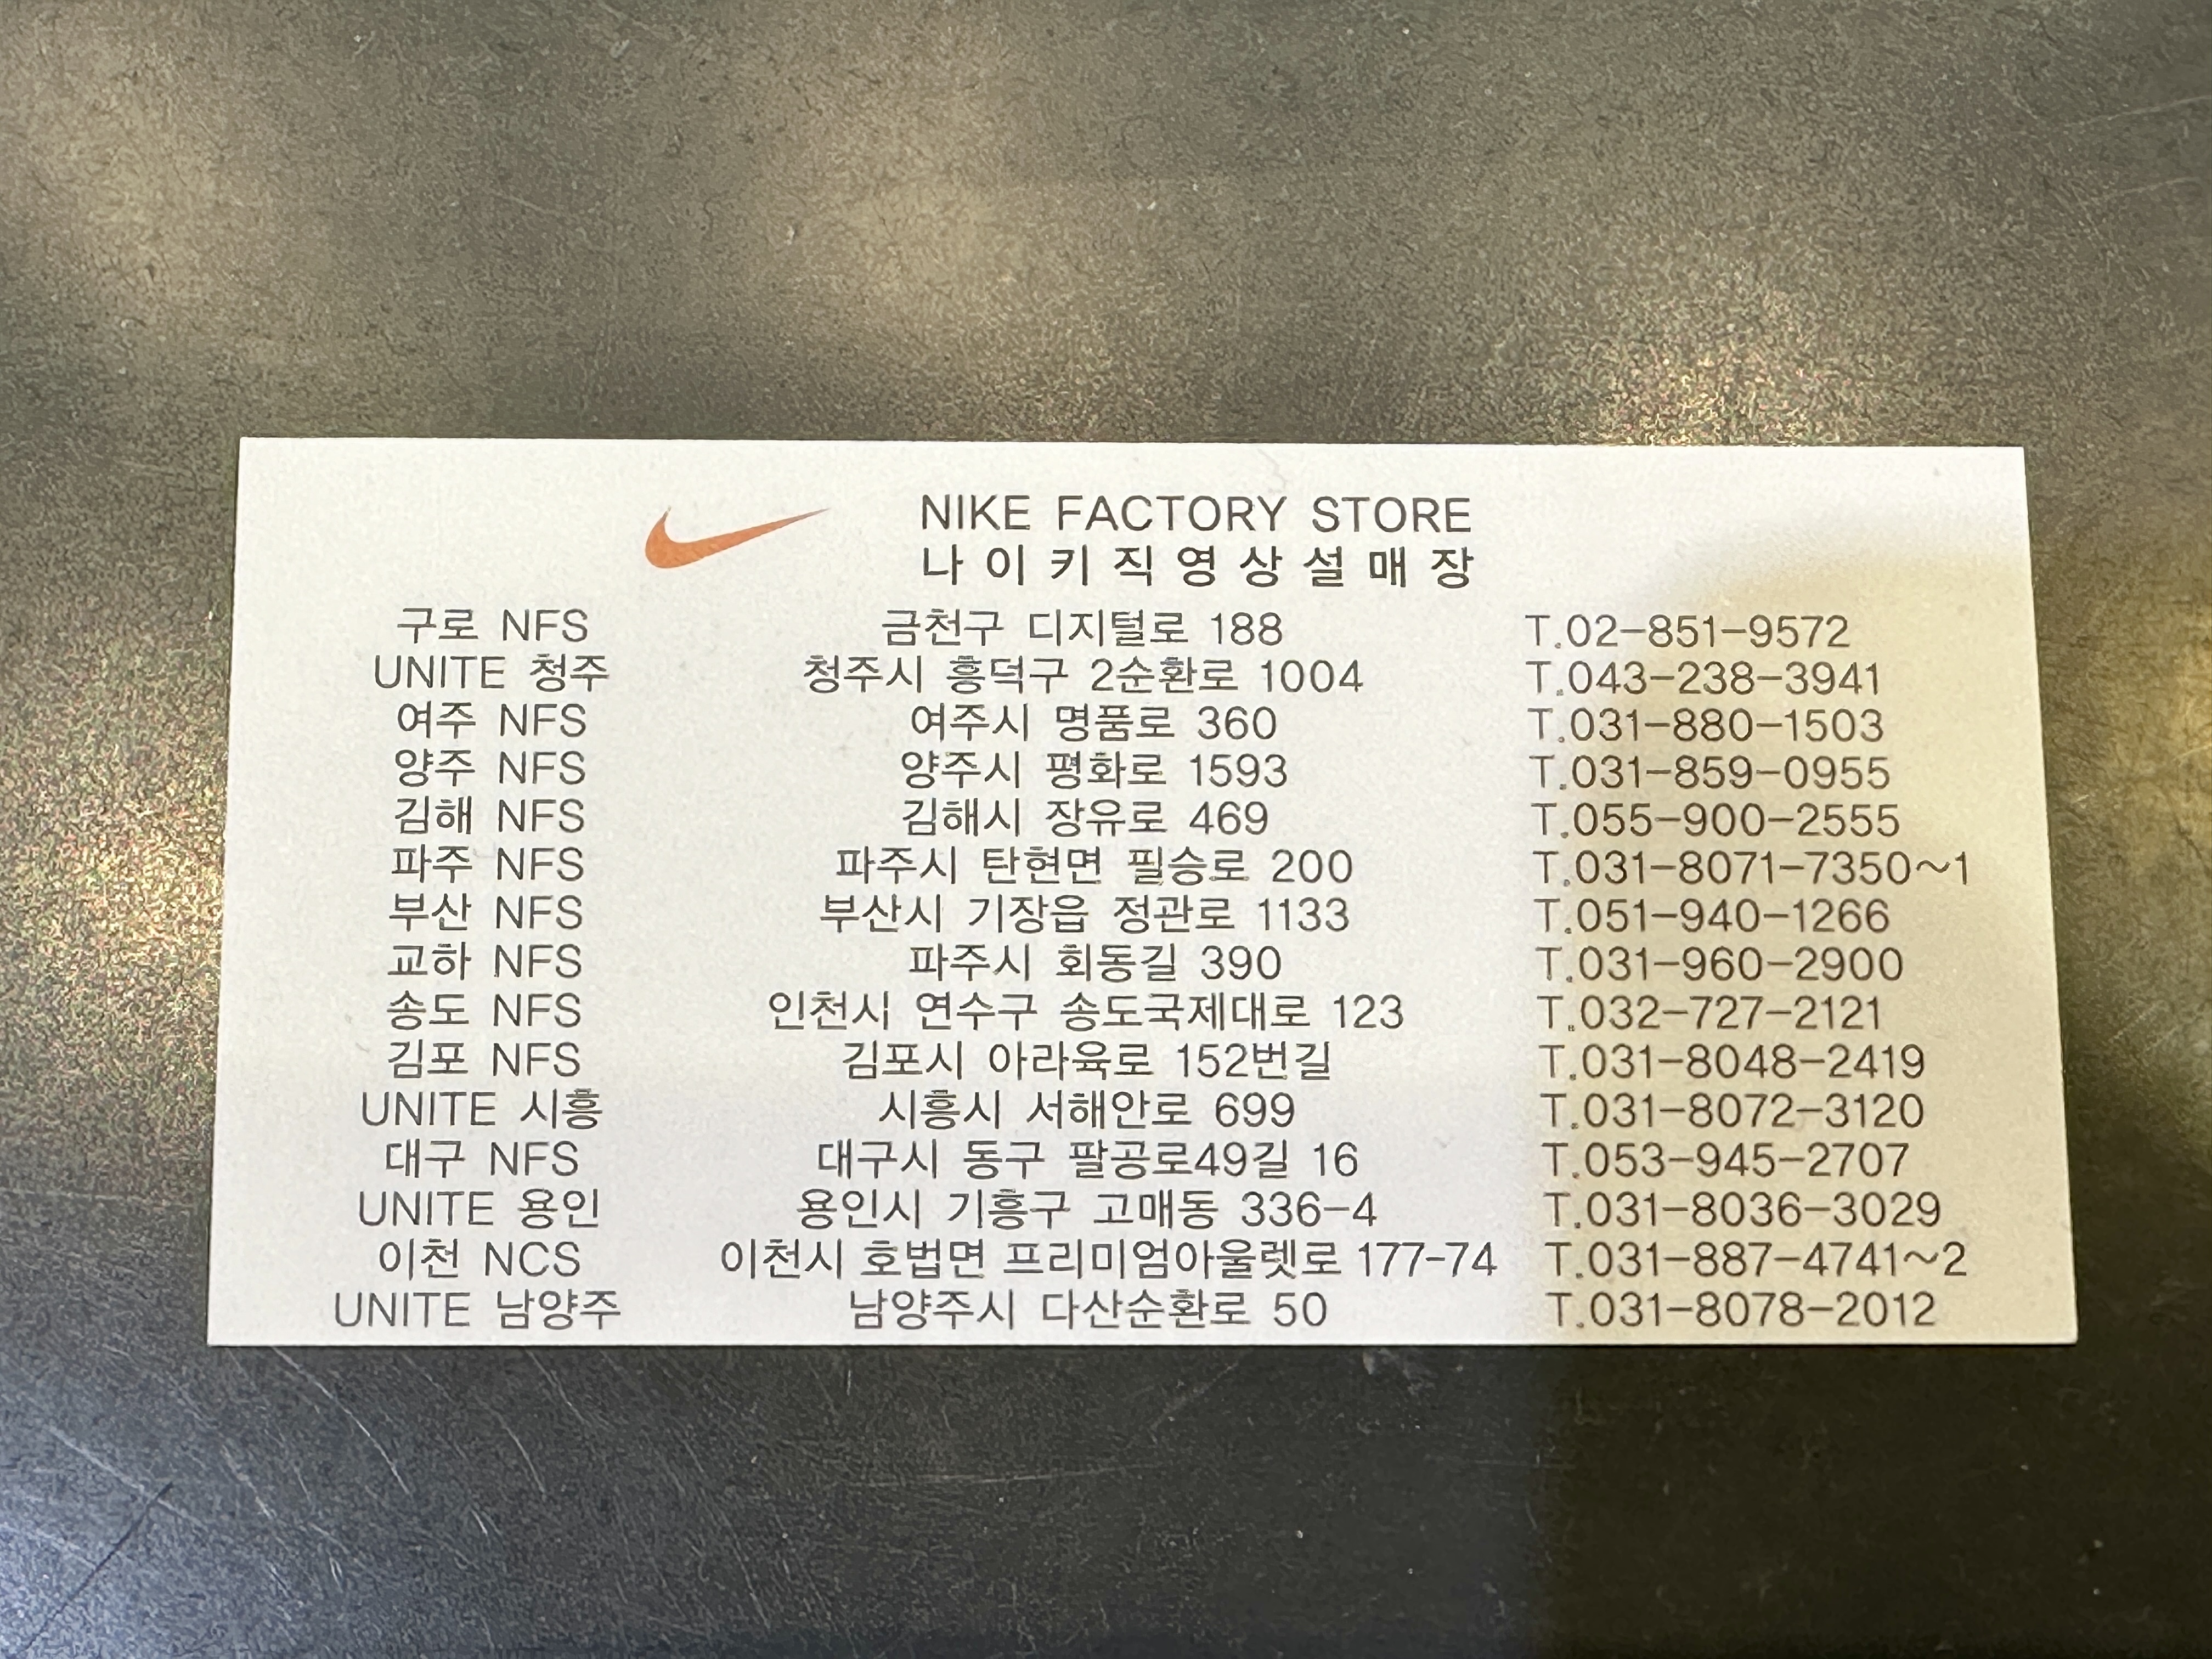 NIKE FACTORY STORE
나이키직영상설매장
구로 NFS 금천구 디지털로 188 T.02-851-9572
UNITE 청주 청주시 흥덕구 2순환로 1004 T.043-238-3941
여주 NFS 여주시 명품로 360 T.031-880-1503
양주 NFS 양주시 평화로 1593 T.031-859-0955
김해 NFS 김해시 장유로 469 T.055-900-2555
파주 NFS 파주시 탄현면 필승로 200 T.031-8071-7350~1
부산 NFS 부산시 기장읍 정관로 1133 T.051-940-1266
교하 NFS 파주시 회동길 390 T.031-960-2900
송도 NFS 인천시 연수구 송도국제대로 123 T.032-727-2121
김포 NFS 김포시 아라육로 152번길 T.031-8048-2419
UNITE 시흥 시흥시 서해안로 699 T.031-8072-3120
대구 NFS 대구시 동구 팔공로49길 16 T.053-945-2707
UNITE 용인 용인시 기흥구 고매동 336-4 T.031-8036-3029
이천 NCS 이천시 호법면 프리미엄아울렛로 177-74 T.031-887-4741~2
UNITE 남양주 남양주시 다산순환로 50 T.031-8078-2012